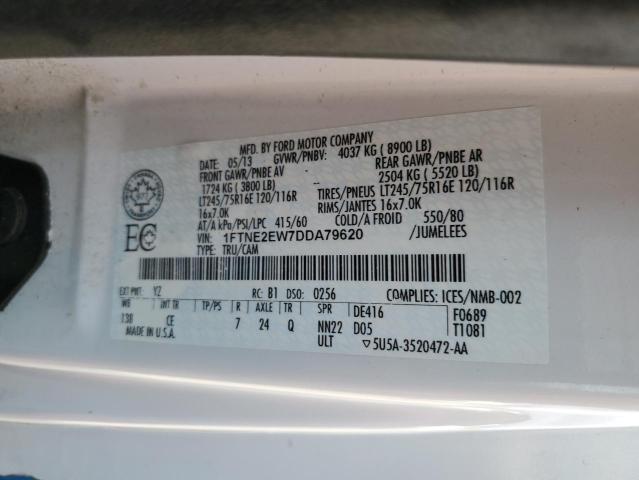 MFD. BY FORD MOTOR COMPANY
DATE: 05/13 GVWR/PNBV: 4037 KG ( 8900 LB)
FRONT GAWR/PNBE AV REAR GAWR/PNBE AR
1724 KG ( 3800 LB) 2504 KG ( 5520 LB)
LT245/75R16E 120/116R TIRES/PNEUS LT245/75R16E 120/116R
16x7.0K RIMS/JANTES 16x7.0K
AT/A kPa/PSI/LPC 415/60 COLD/A FROID 550/80
VIN: 1FTNE2EW7DDA79620 /JUMELEES
TYPE: TRU/CAM
EC
EXT PNT: YZ RC: B1 DSO: 0256 COMPLIES: ICES/NMB-002
WB INT TR TP/PS R AXLE TR SPR DE416 F0689
138 CE 7 24 Q NN22 D05 T1081
MADE IN U.S.A. ULT ▽5U5A-3520472-AA